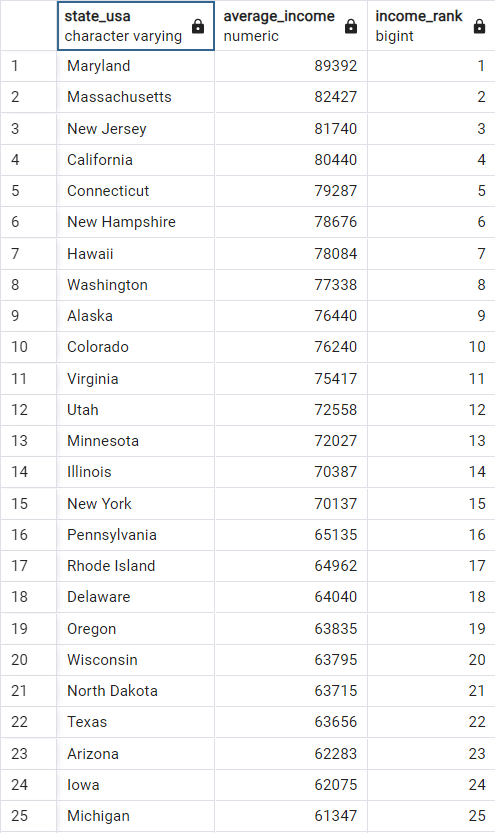 state_usa average_income income_rank
character varying numeric bigint
1 Maryland 89392 1
2 Massachusetts 82427 2
3 New Jersey 81740 3
4 California 80440 4
5 Connecticut 79287 5
6 New Hampshire 78676 6
7 Hawaii 78084 7
8 Washington 77338 8
9 Alaska 76440 9
10 Colorado 76240 10
11 Virginia 75417 11
12 Utah 72558 12
13 Minnesota 72027 13
14 Illinois 70387 14
15 New York 70137 15
16 Pennsylvania 65135 16
17 Rhode Island 64962 17
18 Delaware 64040 18
19 Oregon 63835 19
20 Wisconsin 63795 20
21 North Dakota 63715 21
22 Texas 63656 22
23 Arizona 62283 23
24 Iowa 62075 24
25 Michigan 61347 25